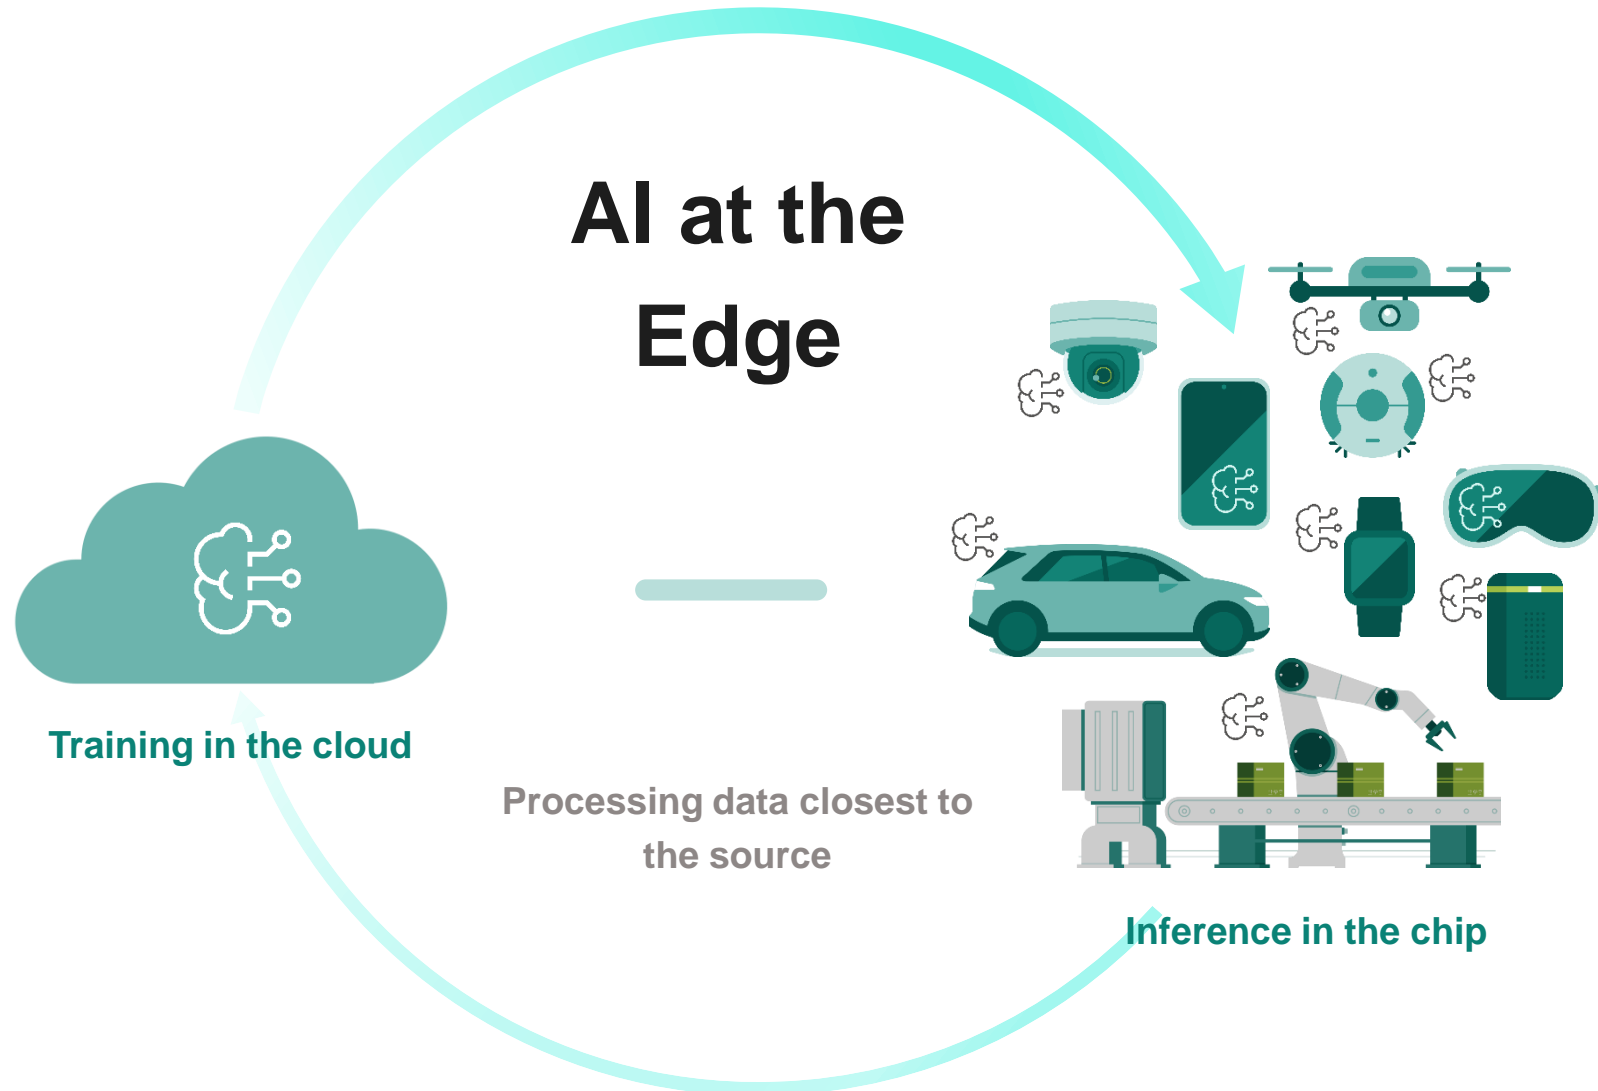 AI at the
Edge
Training in the cloud
Processing data closest to
the source
Inference in the chip